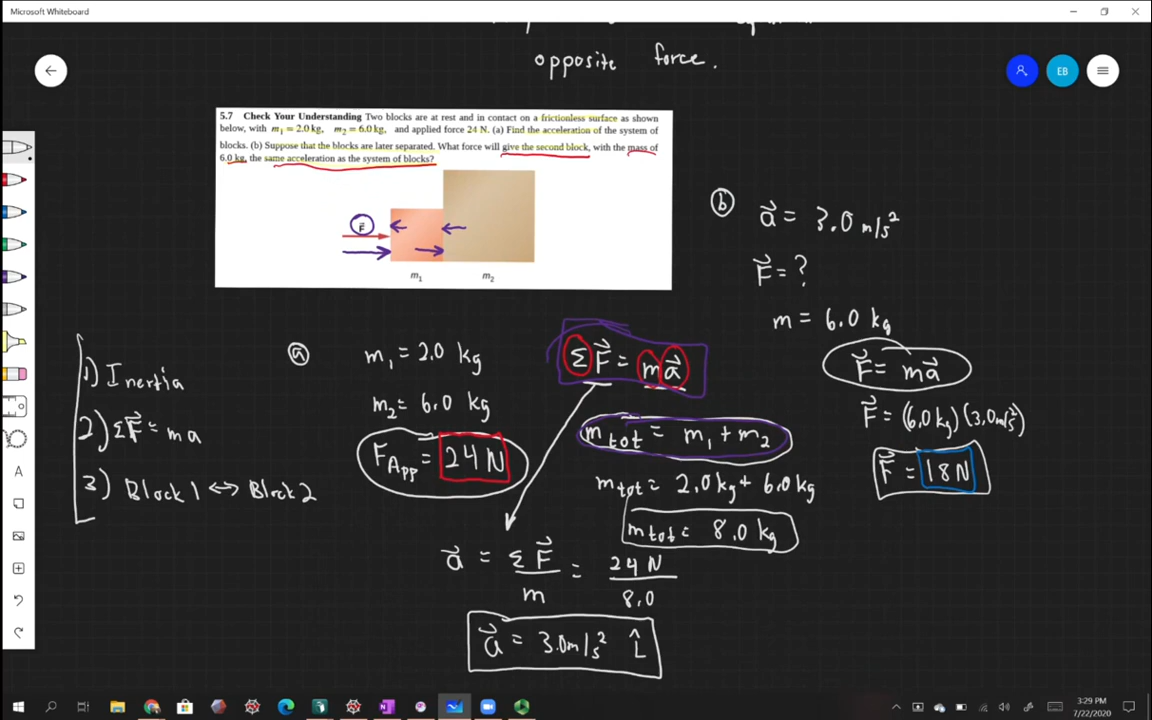 Microsoft Whiteboard
opposite force.
EB
5.7 Check Your Understanding Two blocks are at rest and in contact on a frictionless surface as shown
below, with m₁ = 2.0 kg, m₂ = 6.0 kg, and applied force 24 N. (a) Find the acceleration of the system of
blocks. (b) Suppose that the blocks are later separated. What force will give the second block, with the mass of
6.0 kg, the same acceleration as the system of blocks?
F⃗
m₁
m₂
1) Inertia
2) ΣF⃗ = ma
3) Block 1 ↔ Block 2
(a)
m₁ = 2.0 kg
m₂ = 6.0 kg
F_App = 24 N
ΣF⃗ = ma⃗
m_tot = m₁ + m₂
m_tot = 2.0 kg + 6.0 kg
m_tot = 8.0 kg
a⃗ = ΣF⃗/m = 24 N/8.0
a⃗ = 3.0 m/s² î
(b)
a⃗ = 3.0 m/s²
F⃗ = ?
m = 6.0 kg
F⃗ = ma⃗
F⃗ = (6.0 kg)(3.0 m/s²)
F⃗ = 18 N
A
3:29 PM
7/22/2020